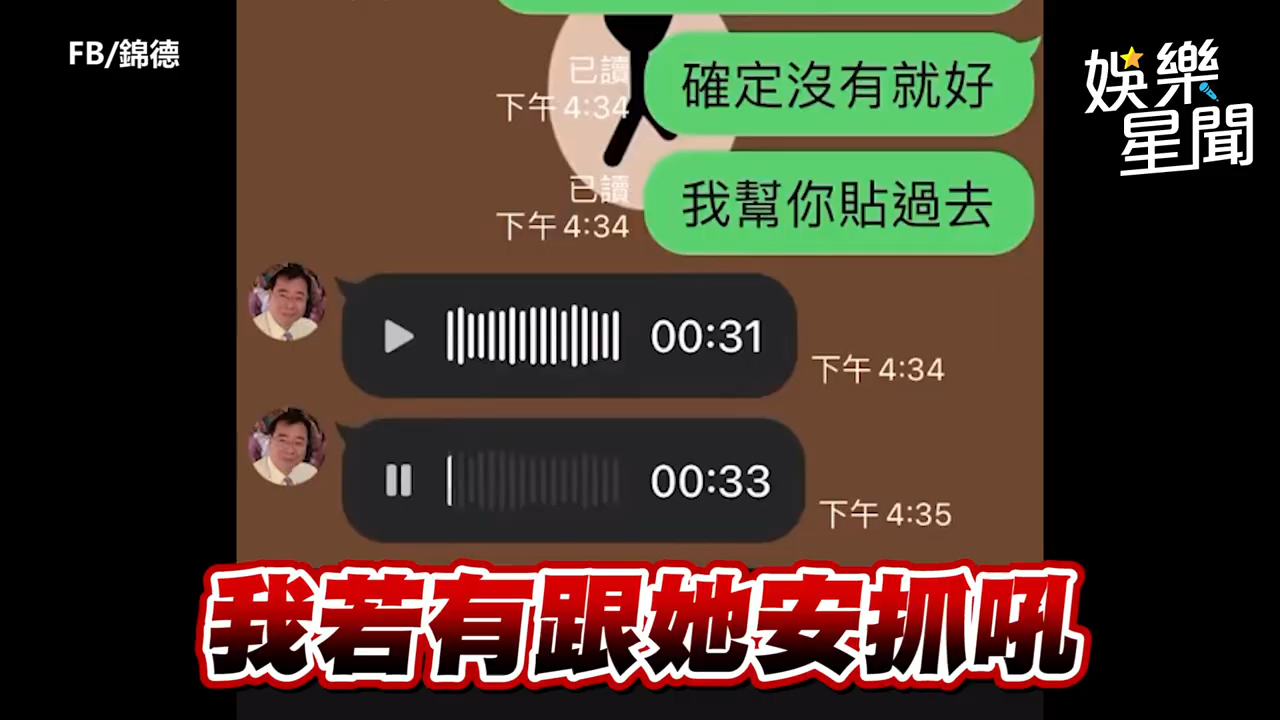 FB/錦德
娛樂
星聞
已讀
下午 4:34
確定沒有就好
已讀
下午 4:34
我幫你貼過去
00:31
下午 4:34
00:33
下午 4:35
我若有跟她安抓吼